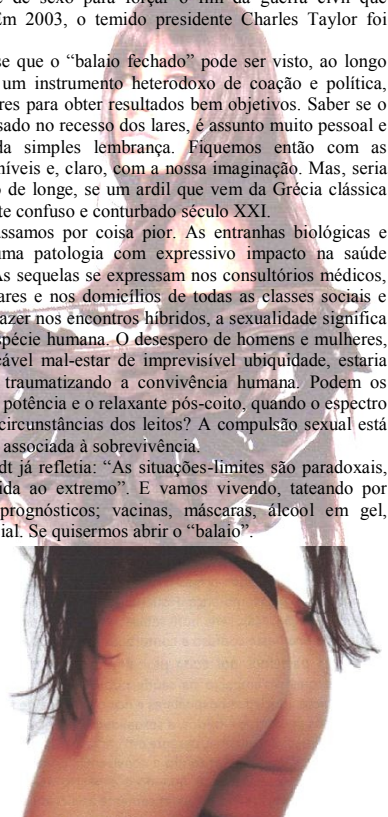 de sexo para forçar o fim da guerra civil que
Em 2003, o temido presidente Charles Taylor foi
se que o “balaio fechado” pode ser visto, ao longo
um instrumento heterodoxo de coação e política,
res para obter resultados bem objetivos. Saber se o
sado no recesso dos lares, é assunto muito pessoal e
da simples lembrança. Fiquemos então com as
níveis e, claro, com a nossa imaginação. Mas, seria
o de longe, se um ardil que vem da Grécia clássica
te confuso e conturbado século XXI.
ssamos por coisa pior. As entranhas biológicas e
uma patologia com expressivo impacto na saúde
As sequelas se expressam nos consultórios médicos,
ares e nos domicílios de todas as classes sociais e
azer nos encontros híbridos, a sexualidade significa
spécie humana. O desespero de homens e mulheres,
cável mal-estar de imprevisível ubiquidade, estaria
traumatizando a convivência humana. Podem os
potência e o relaxante pós-coito, quando o espectro
circunstâncias dos leitos? A compulsão sexual está
associada à sobrevivência.
dt já refletia: “As situações-limites são paradoxais,
ida ao extremo”. E vamos vivendo, tateando por
prognósticos; vacinas, máscaras, álcool em gel,
ial. Se quisermos abrir o “balaio”.